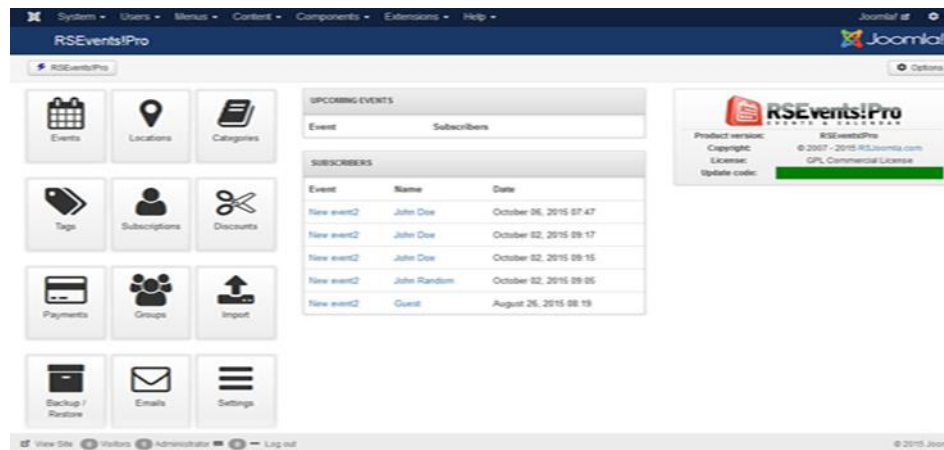 System Users Menus Content Components Extensions Help Joomla!
RSEvents!Pro Joomla!
RSEvents!Pro Options
Events
Locations
Categories
Tags
Subscriptions
Discounts
Payments
Groups
Import
Backup /
Restore
Emails
Settings
UPCOMING EVENTS
Event Subscribers
SUBSCRIBERS
Event Name Date
New event2 John Doe October 06, 2015 07:47
New event2 John Doe October 02, 2015 09:17
New event2 John Doe October 02, 2015 09:15
New event2 John Random October 02, 2015 09:05
New event2 Guest August 26, 2015 08:19
RSEvents!Pro
EVENTS & CALENDAR
Product version: RSEvents!Pro
Copyright: © 2007 - 2015 RSJoomla.com
License: GPL Commercial License
Update code:
View Site Visitors Administrator Log out © 2015